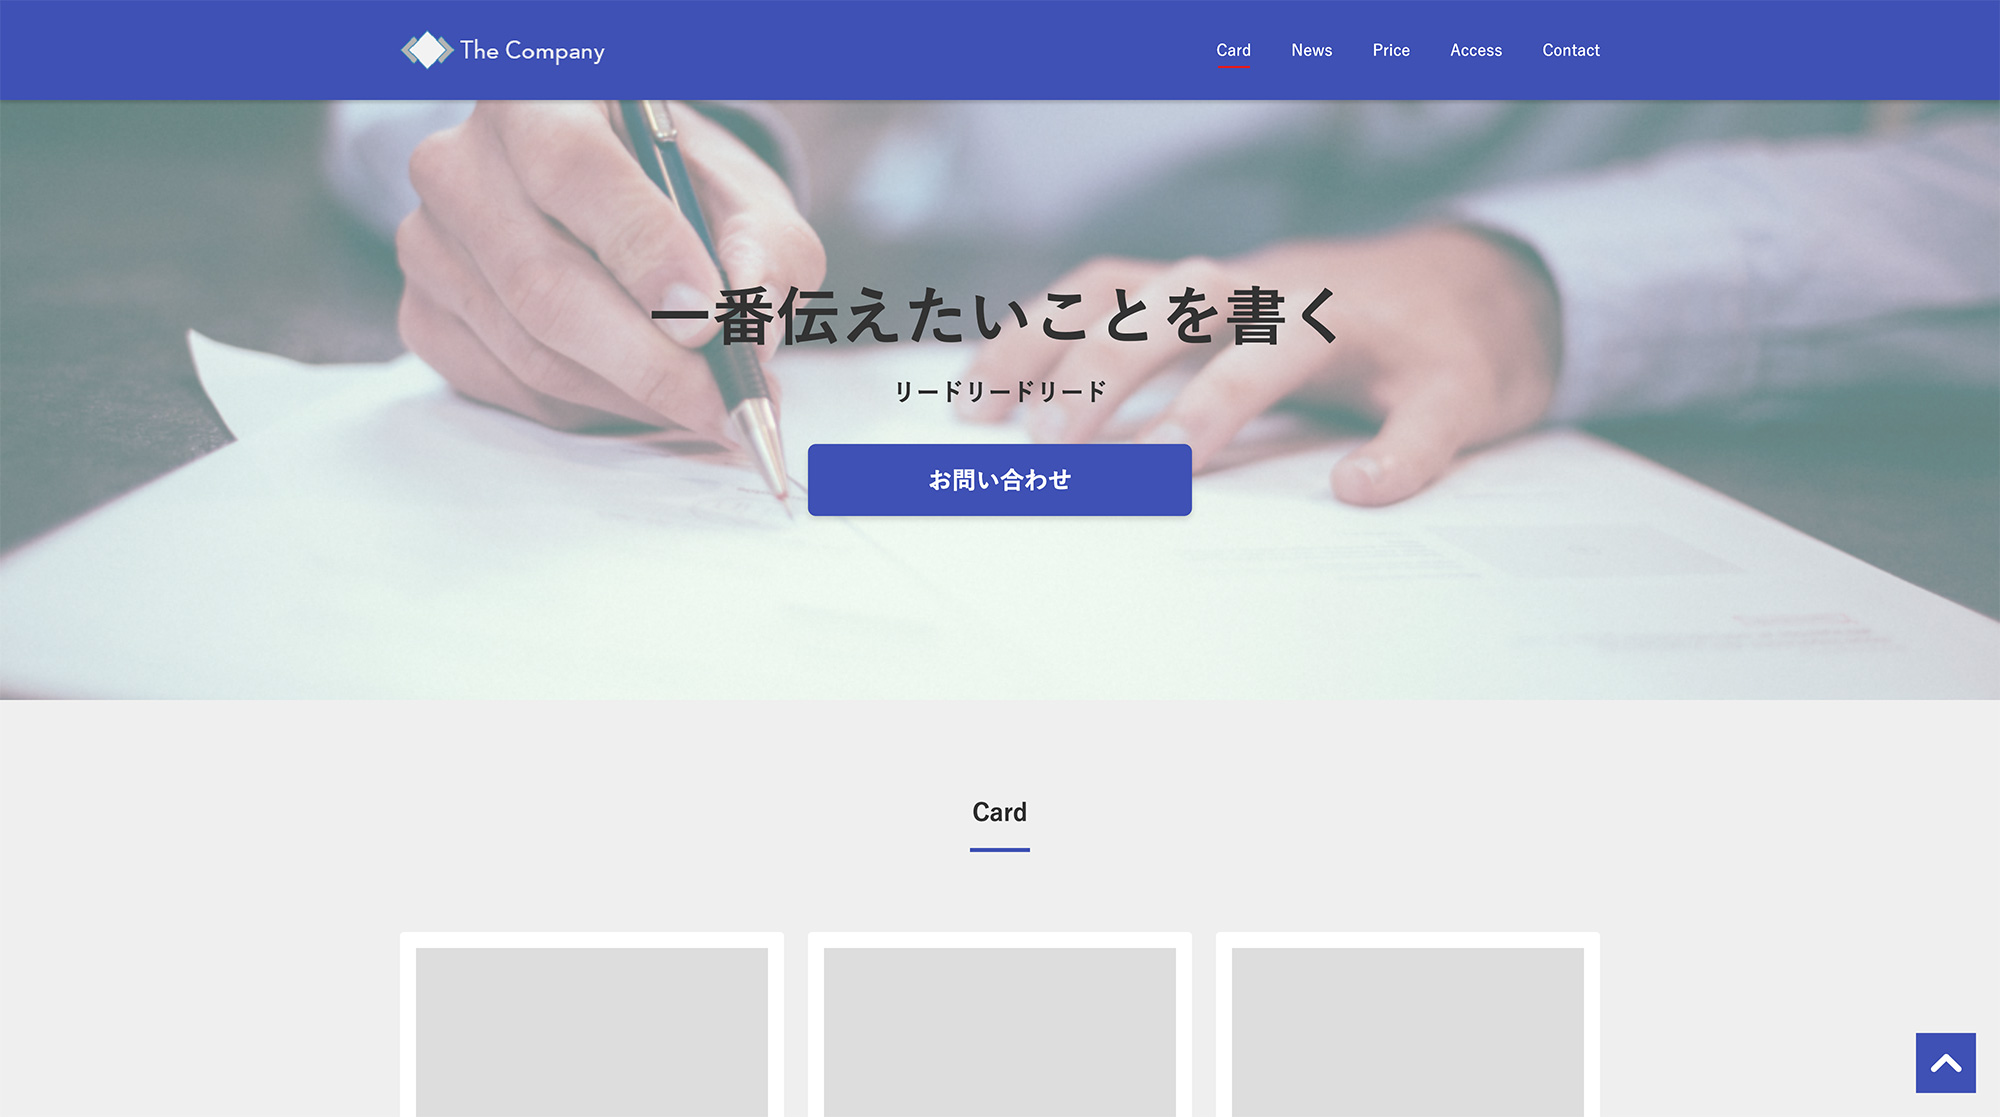 The Company
Card News Price Access Contact
一番伝えたいことを書く
リードリードリード
お問い合わせ
Card